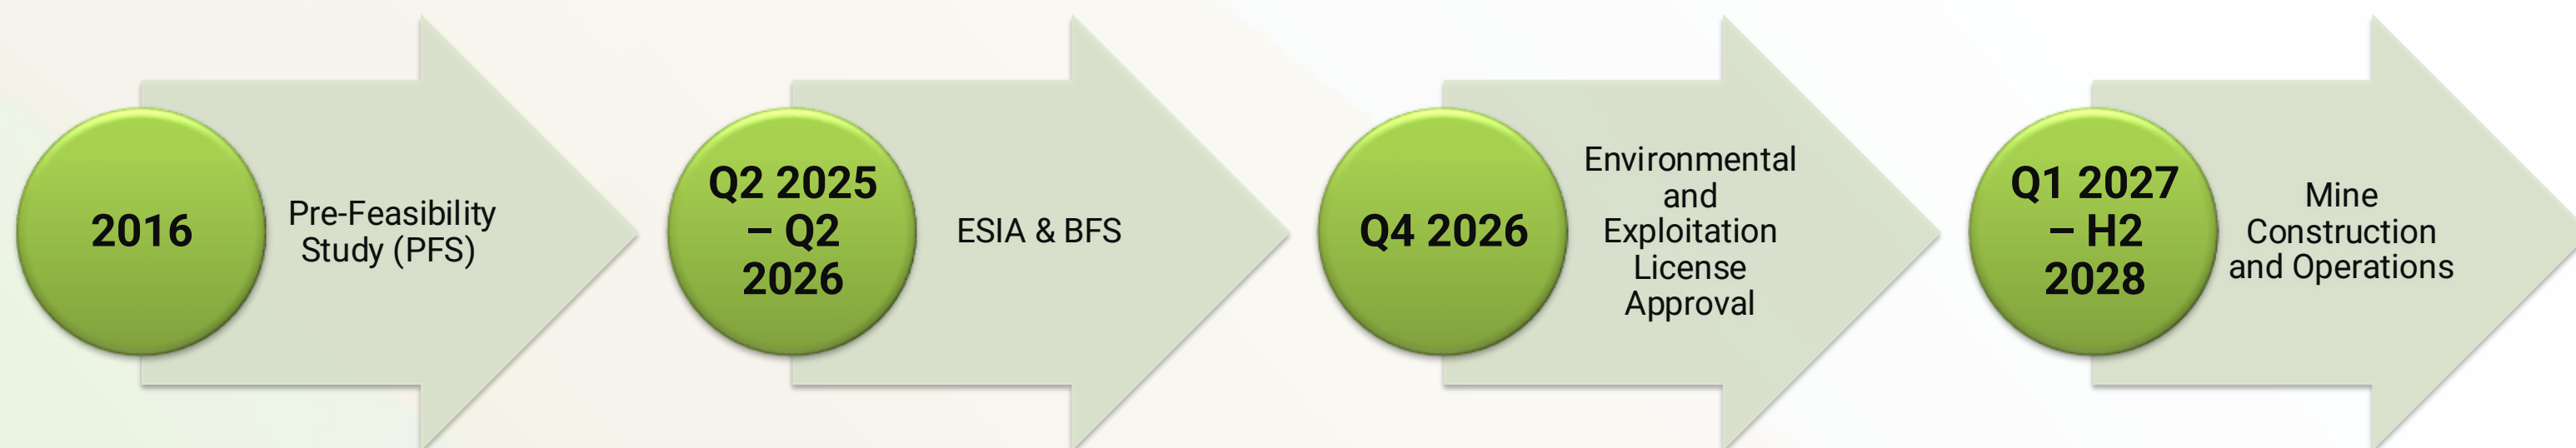 2016
Pre-Feasibility
Study (PFS)
Q2 2025
– Q2
2026
ESIA & BFS
Q4 2026
Environmental
and
Exploitation
License
Approval
Q1 2027
– H2
2028
Mine
Construction
and Operations